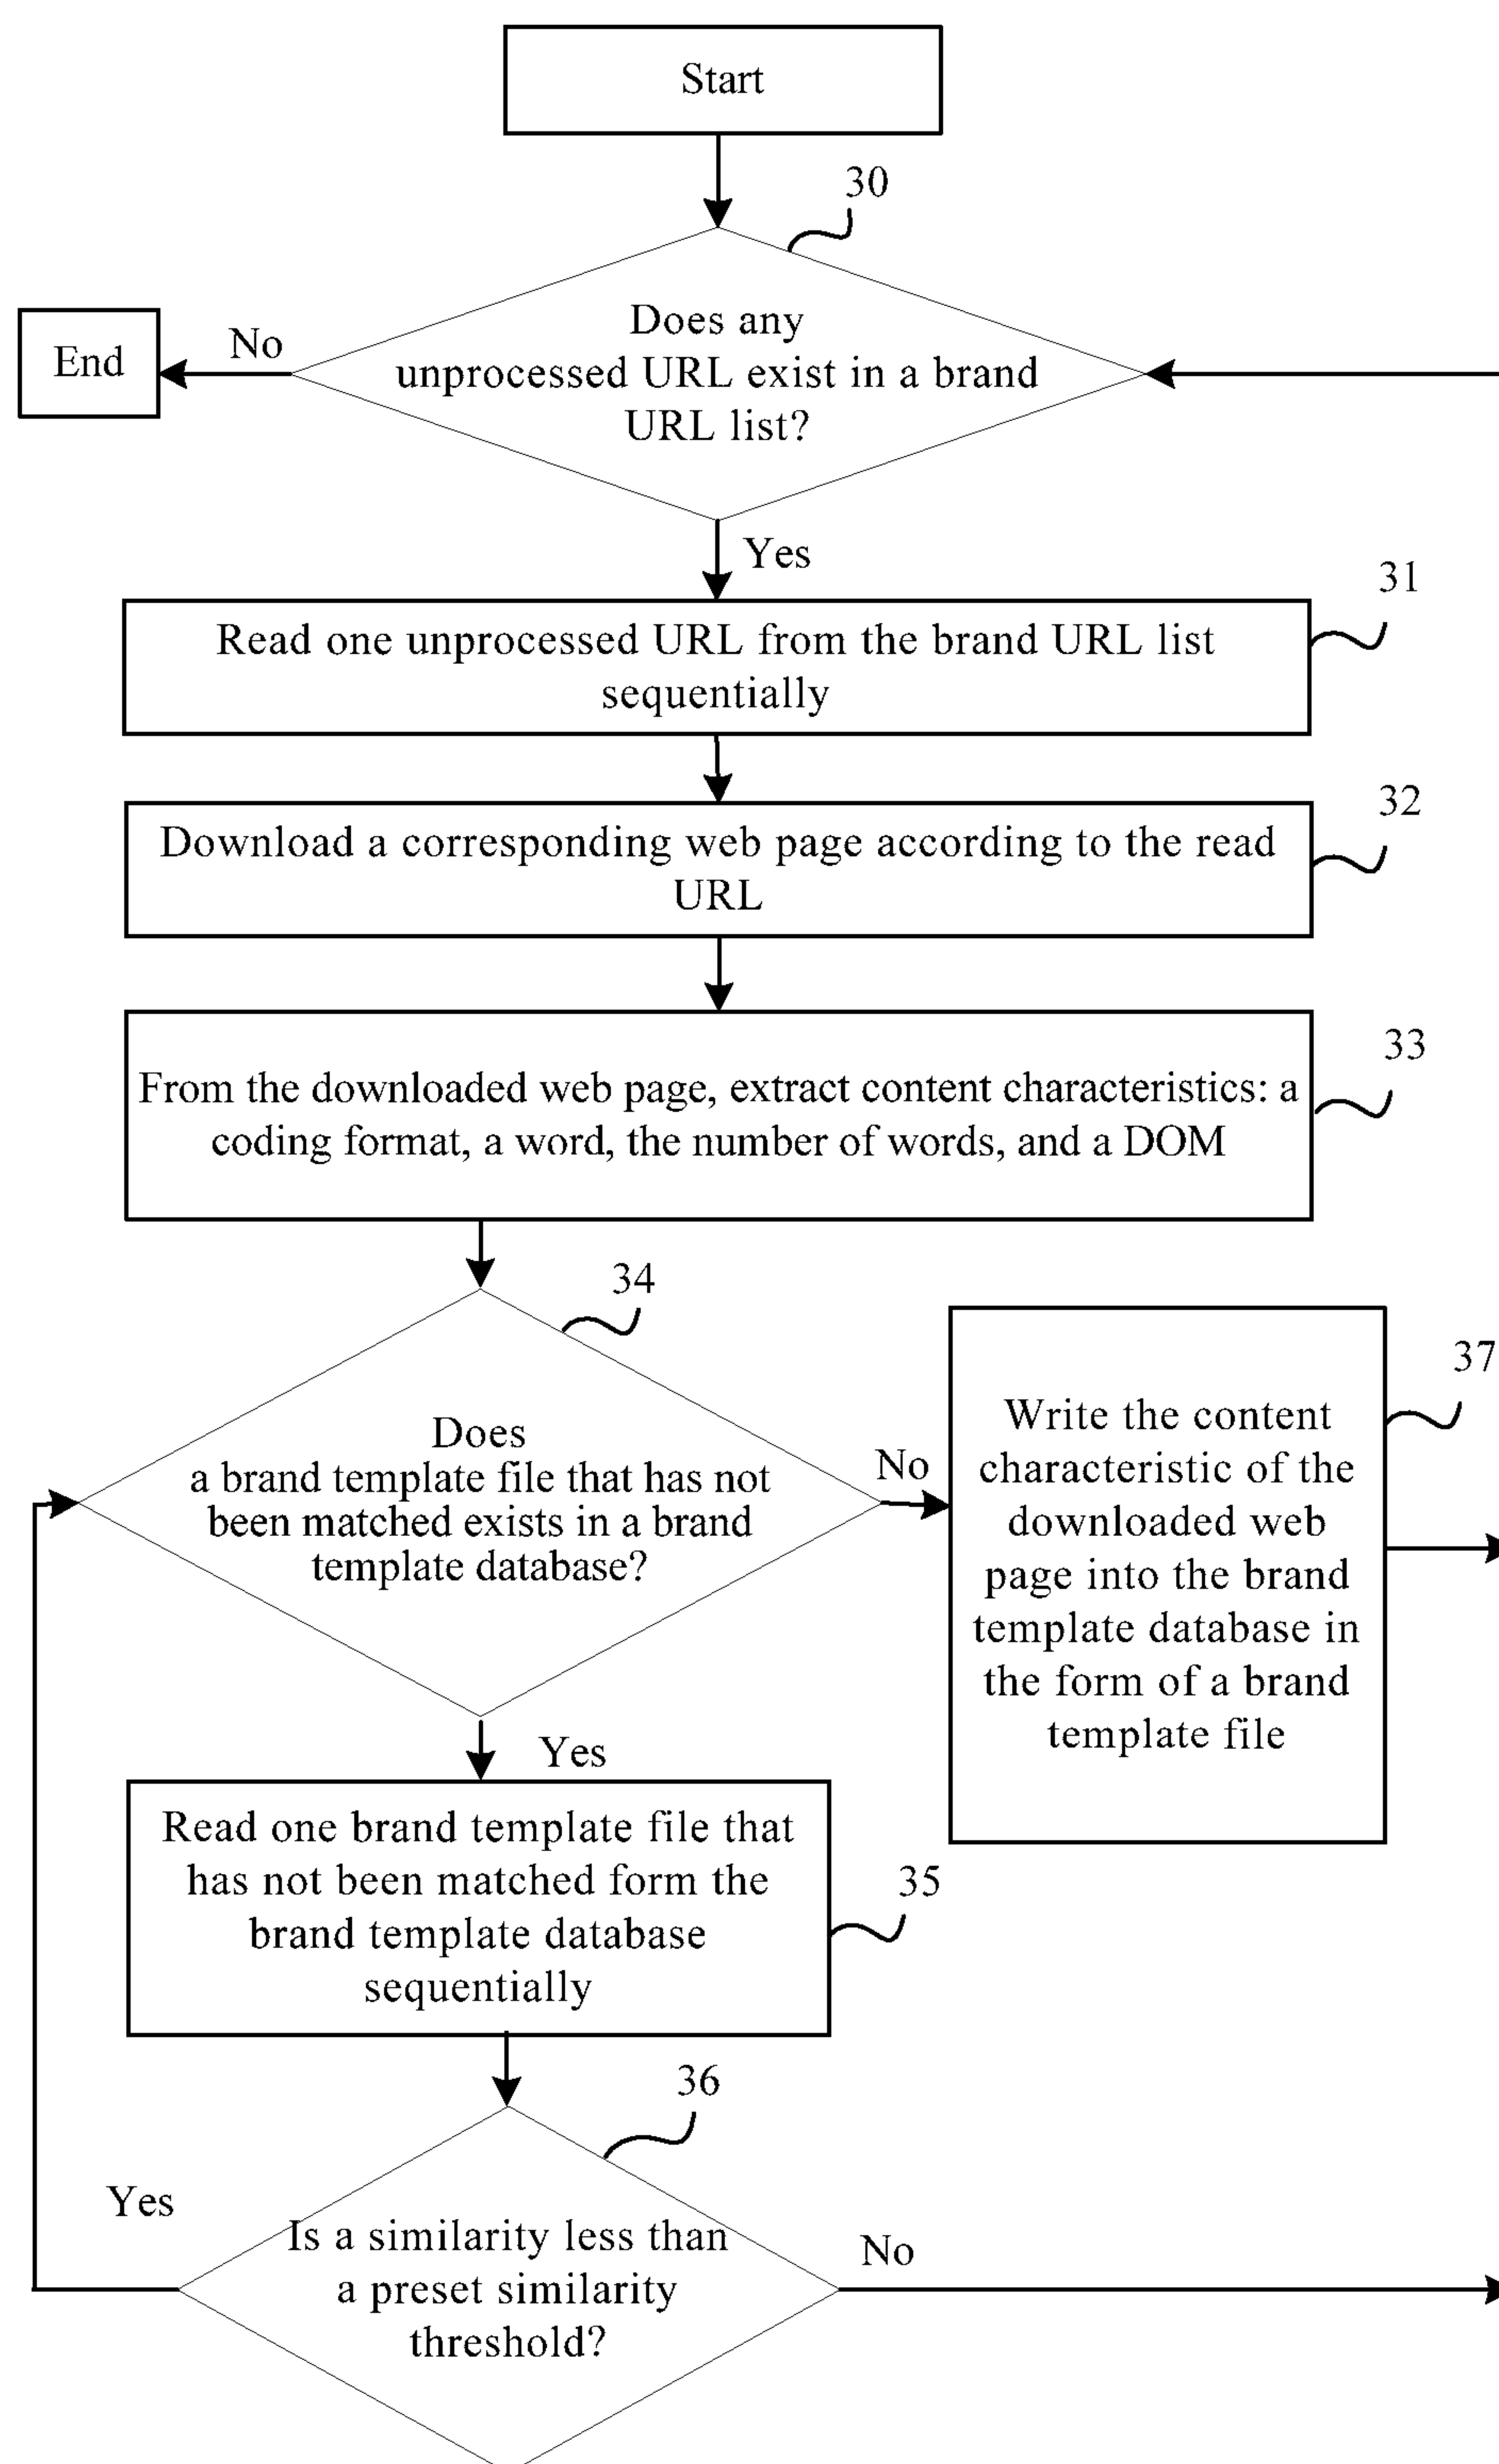 Start
30
Does any
unprocessed URL exist in a brand
URL list?
No
End
Yes
31
Read one unprocessed URL from the brand URL list
sequentially
32
Download a corresponding web page according to the read
URL
33
From the downloaded web page, extract content characteristics: a
coding format, a word, the number of words, and a DOM
34
Does
a brand template file that has not
been matched exists in a brand
template database?
No
37
Write the content
characteristic of the
downloaded web
page into the brand
template database in
the form of a brand
template file
Yes
35
Read one brand template file that
has not been matched form the
brand template database
sequentially
36
Yes
Is a similarity less than
a preset similarity
threshold?
No